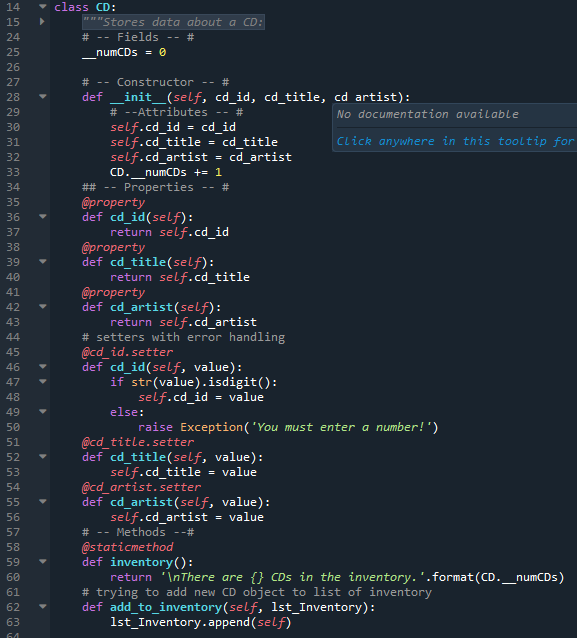 14 class CD:
15 """Stores data about a CD:
24 # -- Fields -- #
25 __numCDs = 0
26
27 # -- Constructor -- #
28 def __init__(self, cd_id, cd_title, cd_artist):
29 # --Attributes -- # No documentation available
30 self.cd_id = cd_id
31 self.cd_title = cd_title Click anywhere in this tooltip for
32 self.cd_artist = cd_artist
33 CD.__numCDs += 1
34 ## -- Properties -- #
35 @property
36 def cd_id(self):
37 return self.cd_id
38 @property
39 def cd_title(self):
40 return self.cd_title
41 @property
42 def cd_artist(self):
43 return self.cd_artist
44 # setters with error handling
45 @cd_id.setter
46 def cd_id(self, value):
47 if str(value).isdigit():
48 self.cd_id = value
49 else:
50 raise Exception('You must enter a number!')
51 @cd_title.setter
52 def cd_title(self, value):
53 self.cd_title = value
54 @cd_artist.setter
55 def cd_artist(self, value):
56 self.cd_artist = value
57 # -- Methods --#
58 @staticmethod
59 def inventory():
60 return '\nThere are {} CDs in the inventory.'.format(CD.__numCDs)
61 # trying to add new CD object to list of inventory
62 def add_to_inventory(self, lst_Inventory):
63 lst_Inventory.append(self)